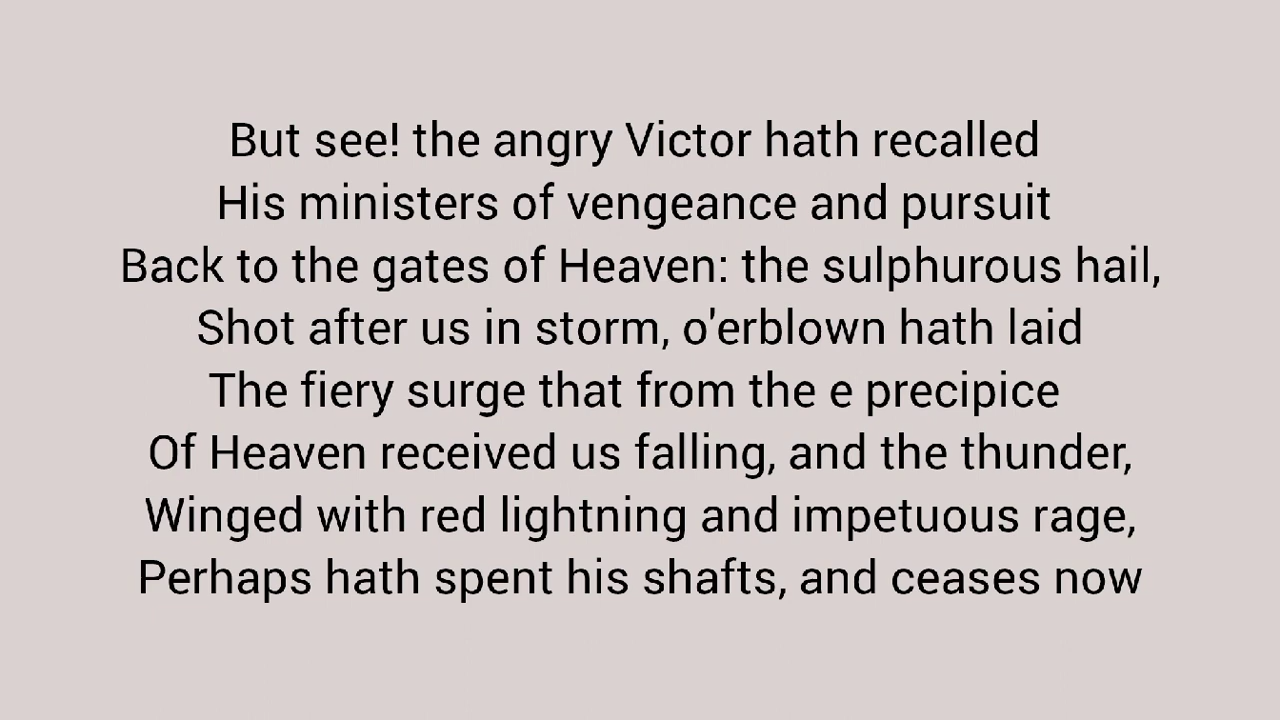 But see! the angry Victor hath recalled
His ministers of vengeance and pursuit
Back to the gates of Heaven: the sulphurous hail,
Shot after us in storm, o'erblown hath laid
The fiery surge that from the e precipice
Of Heaven received us falling, and the thunder,
Winged with red lightning and impetuous rage,
Perhaps hath spent his shafts, and ceases now